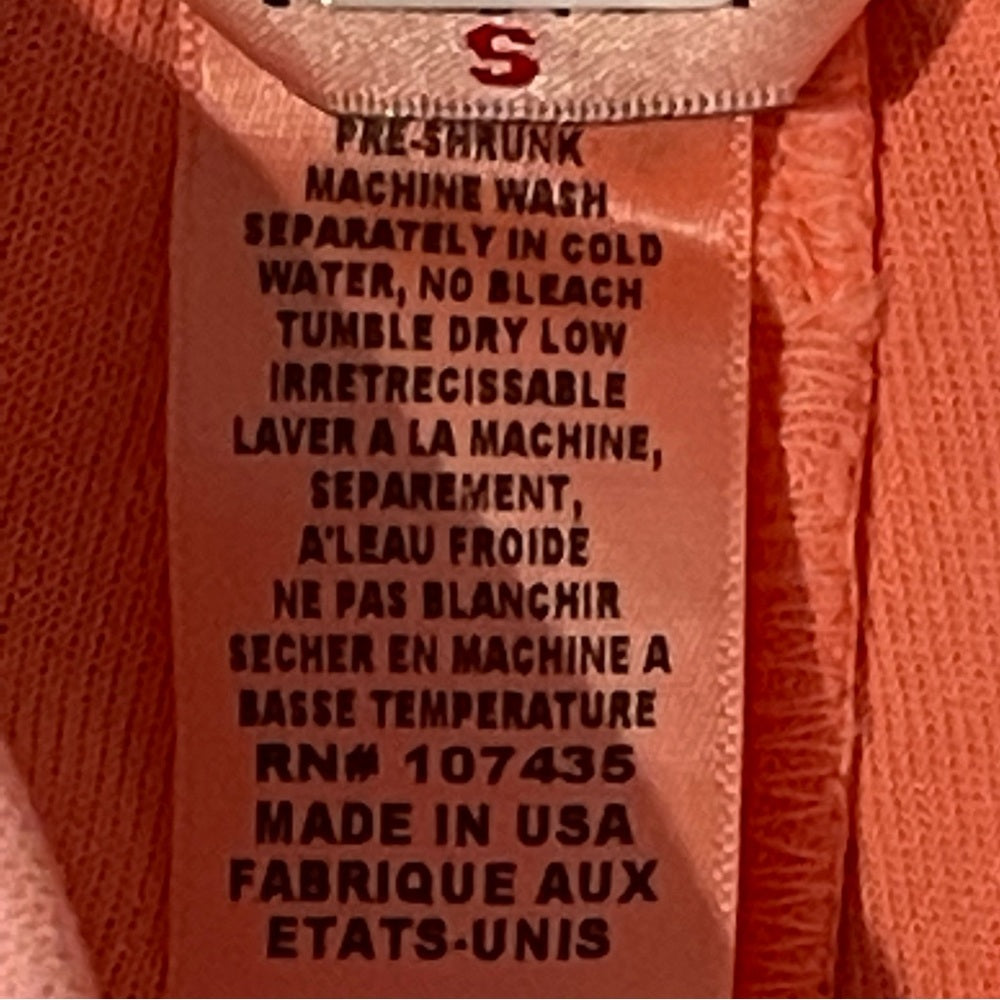 S
PRE-SHRUNK
MACHINE WASH
SEPARATELY IN COLD
WATER, NO BLEACH
TUMBLE DRY LOW
IRRETRECISSABLE
LAVER A LA MACHINE,
SEPAREMENT,
A'LEAU FROIDE
NE PAS BLANCHIR
SECHER EN MACHINE A
BASSE TEMPERATURE
RN# 107435
MADE IN USA
FABRIQUE AUX
ETATS-UNIS